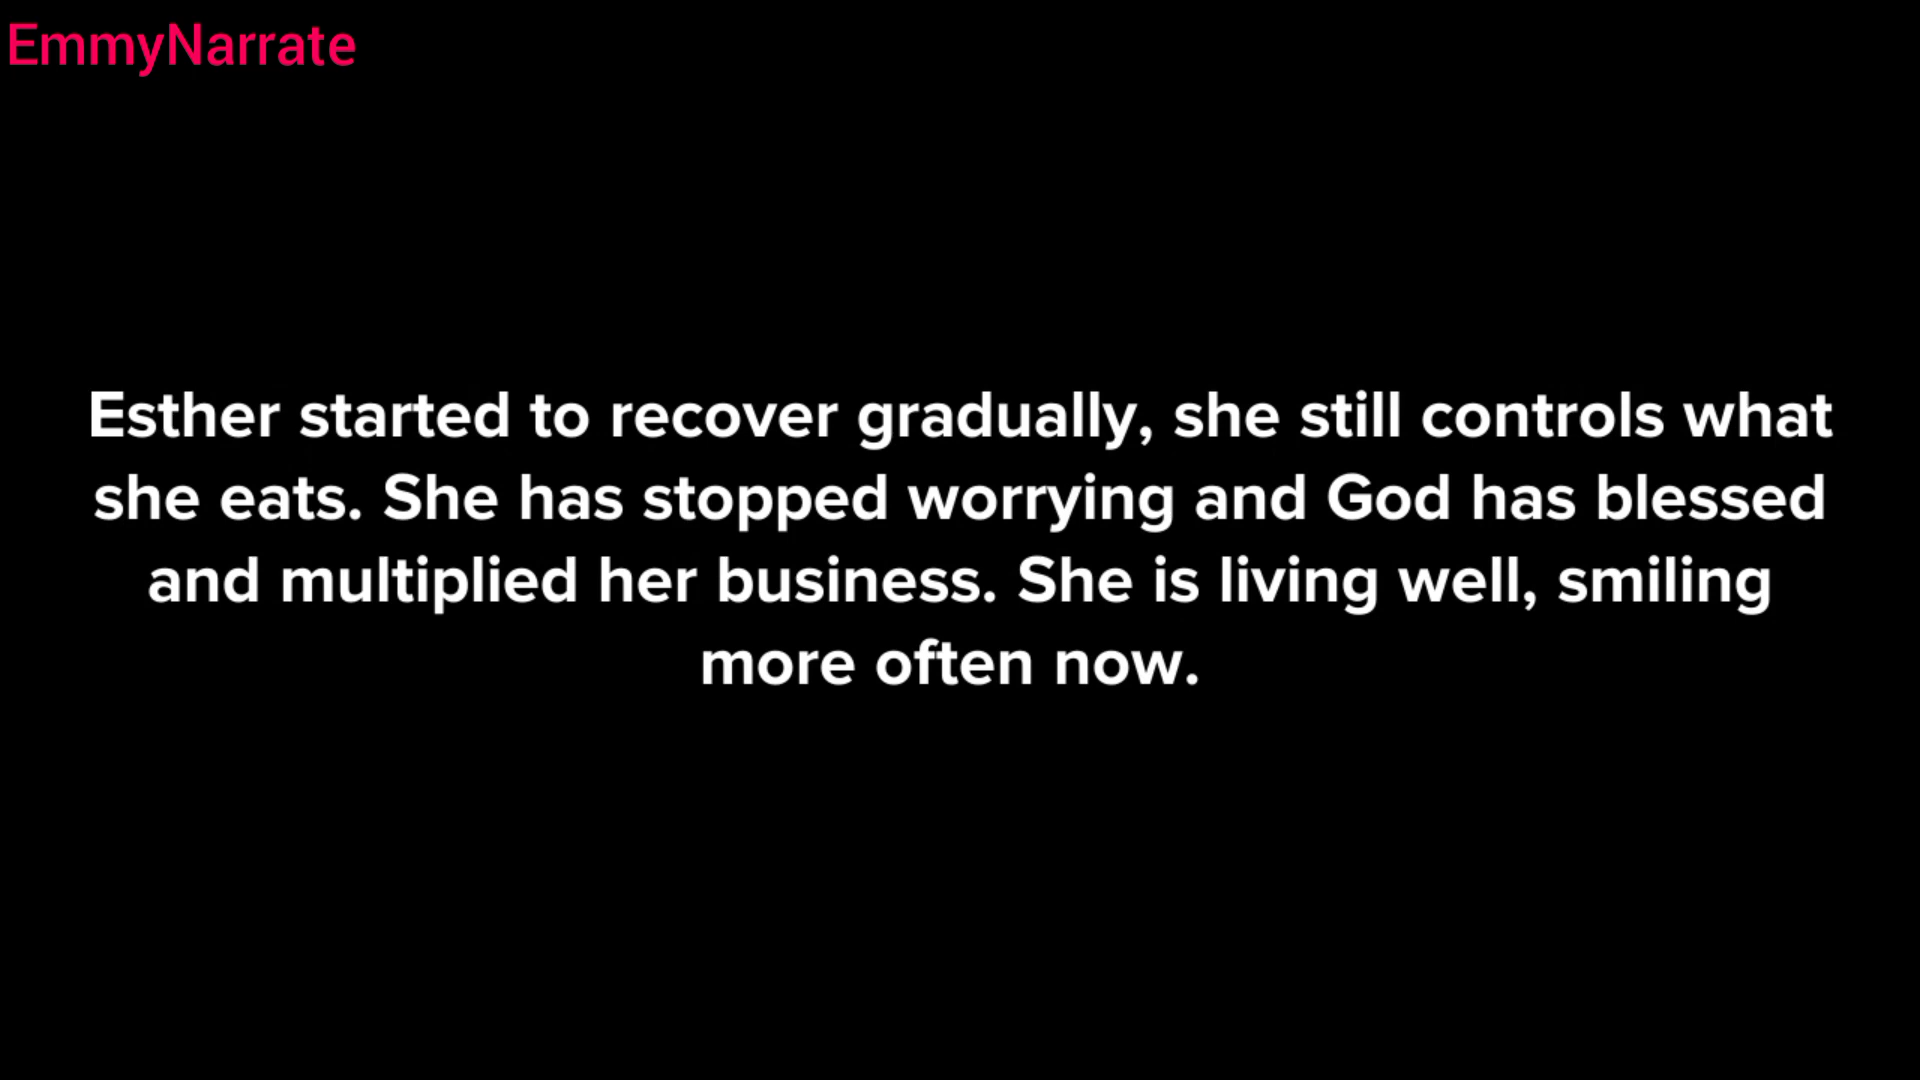 EmmyNarrate
Esther started to recover gradually, she still controls what
she eats. She has stopped worrying and God has blessed
and multiplied her business. She is living well, smiling
more often now.